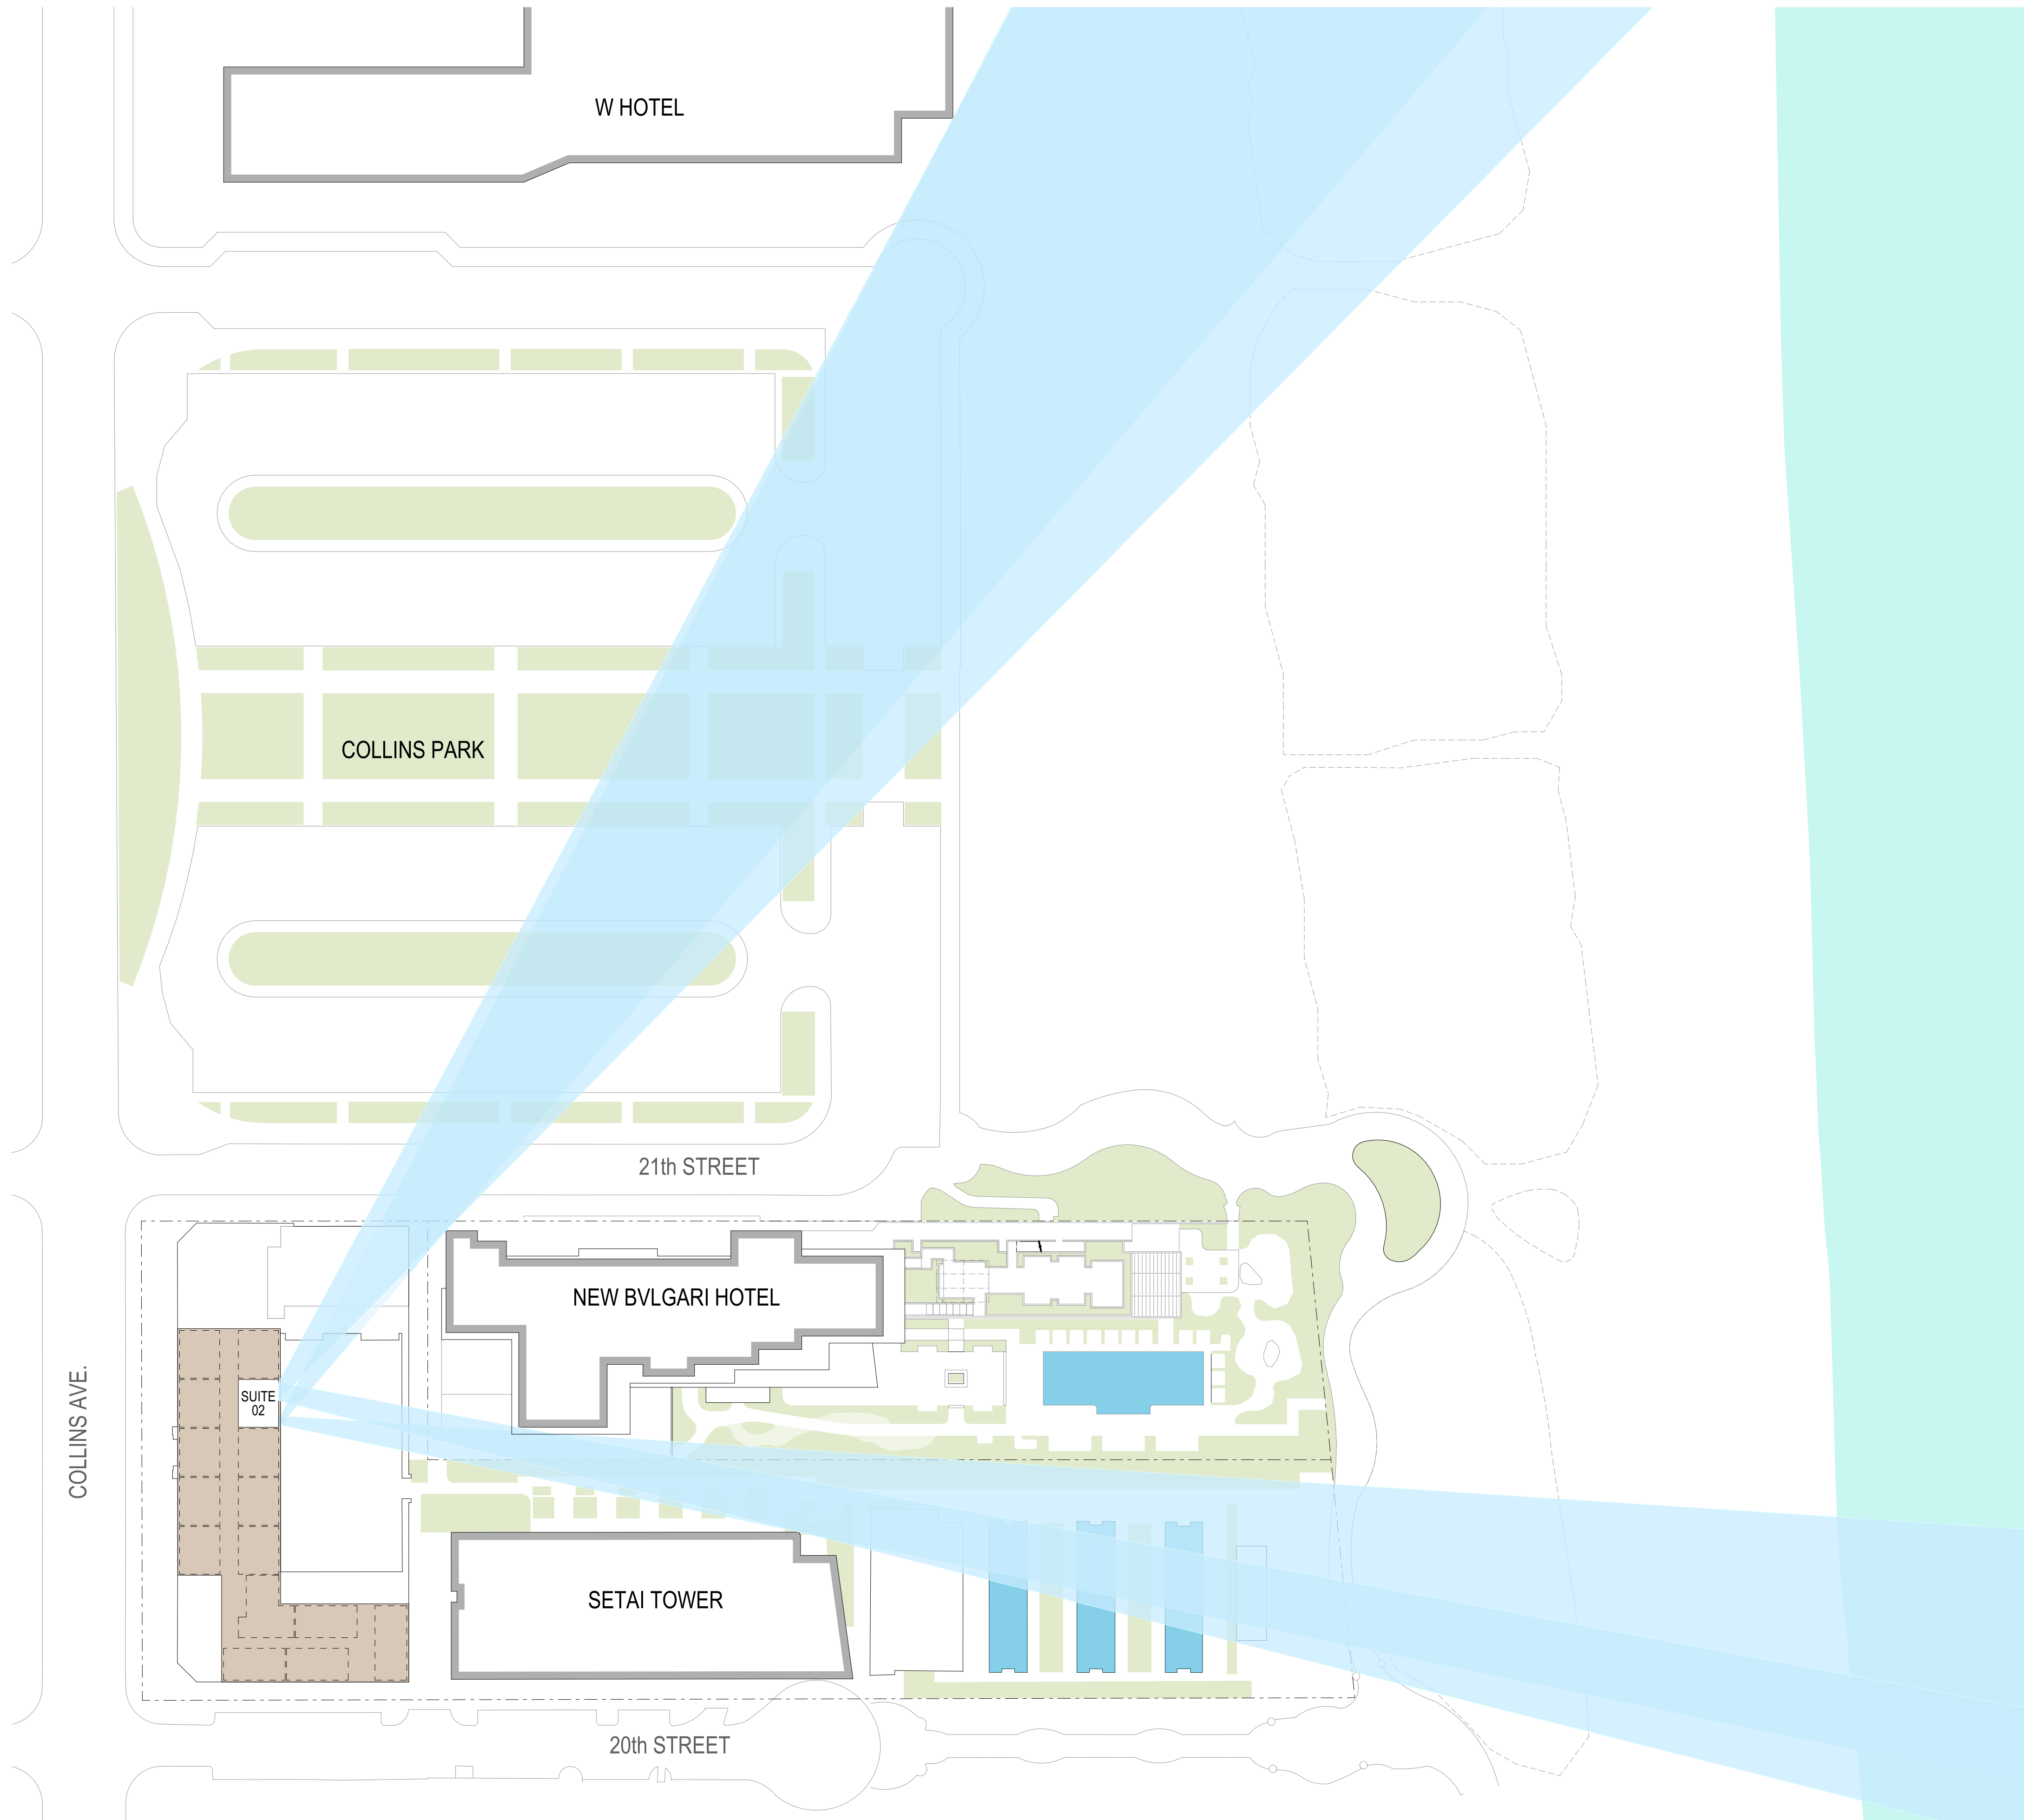 W HOTEL
COLLINS PARK
21th STREET
NEW BVLGARI HOTEL
COLLINS AVE.
SUITE
02
SETAI TOWER
20th STREET